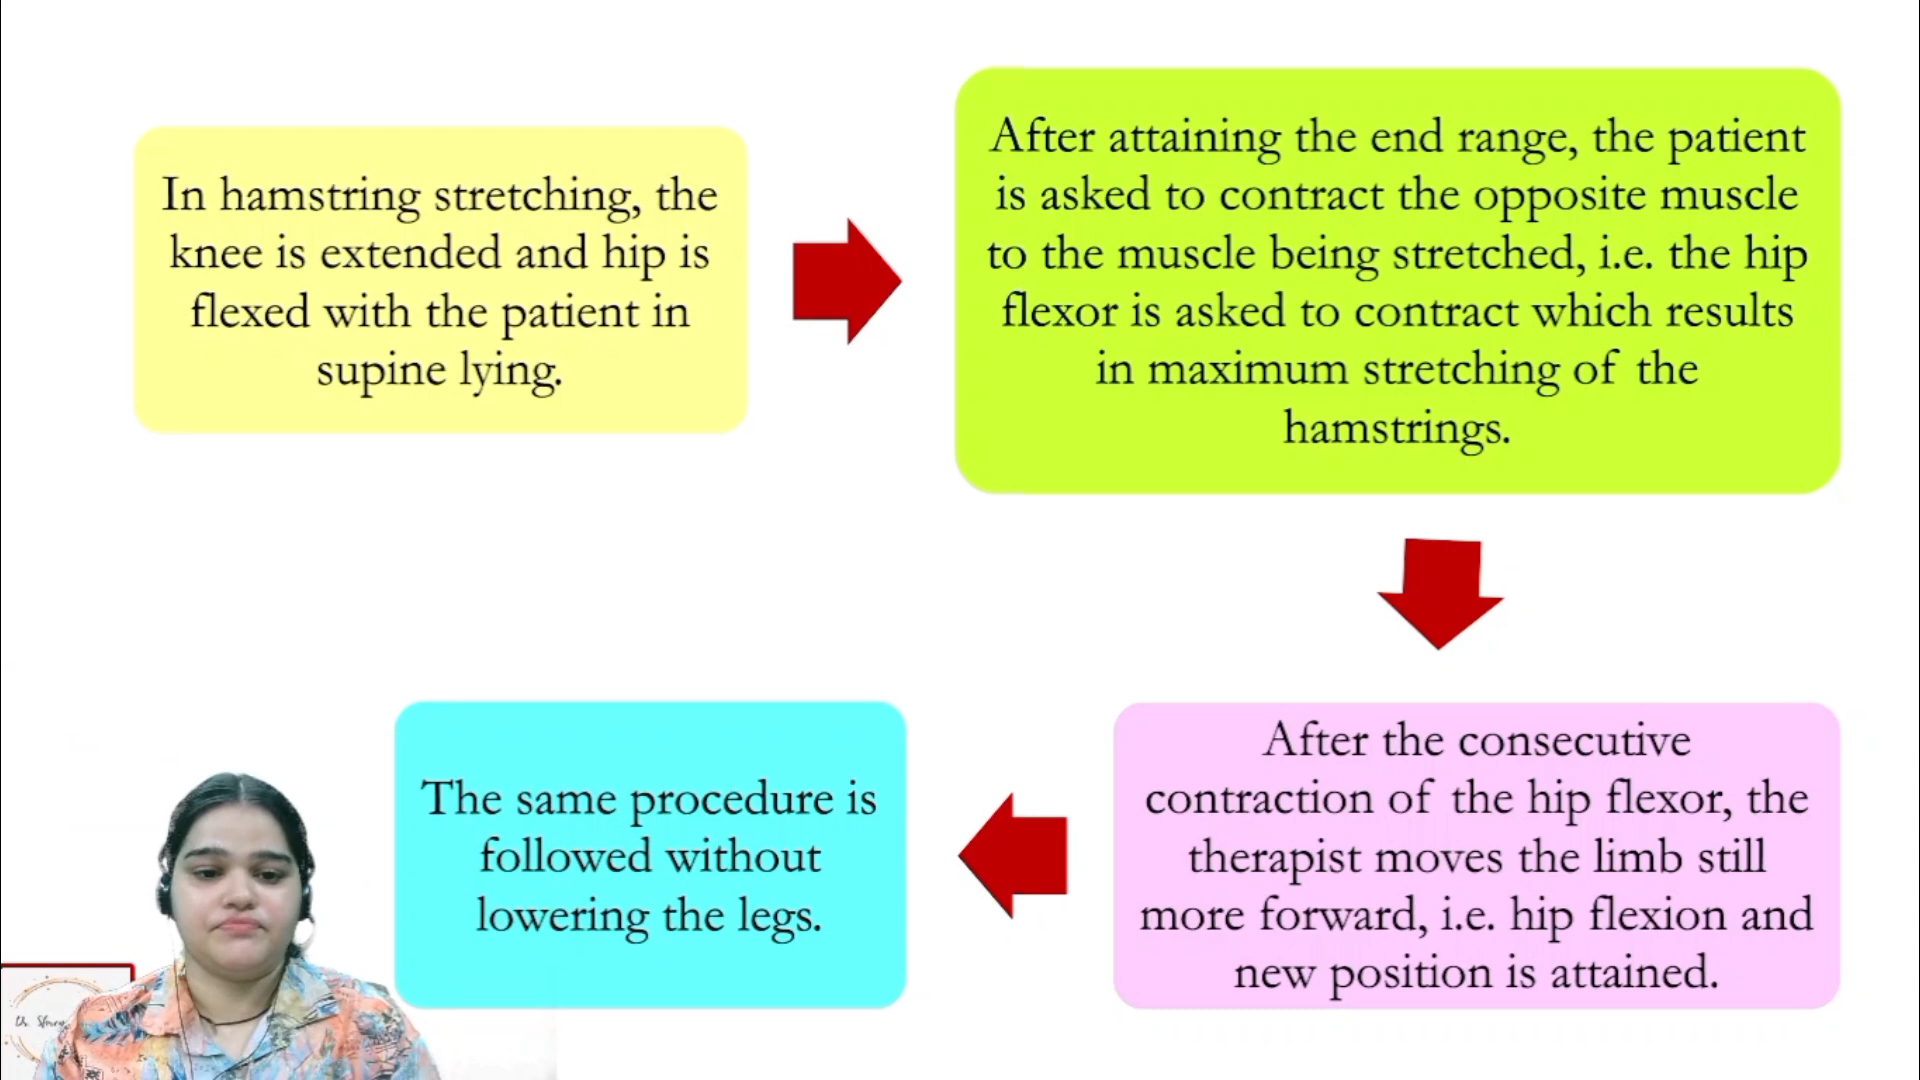 In hamstring stretching, the
knee is extended and hip is
flexed with the patient in
supine lying.
After attaining the end range, the patient
is asked to contract the opposite muscle
to the muscle being stretched, i.e. the hip
flexor is asked to contract which results
in maximum stretching of the
hamstrings.
After the consecutive
contraction of the hip flexor, the
therapist moves the limb still
more forward, i.e. hip flexion and
new position is attained.
The same procedure is
followed without
lowering the legs.
Dr.